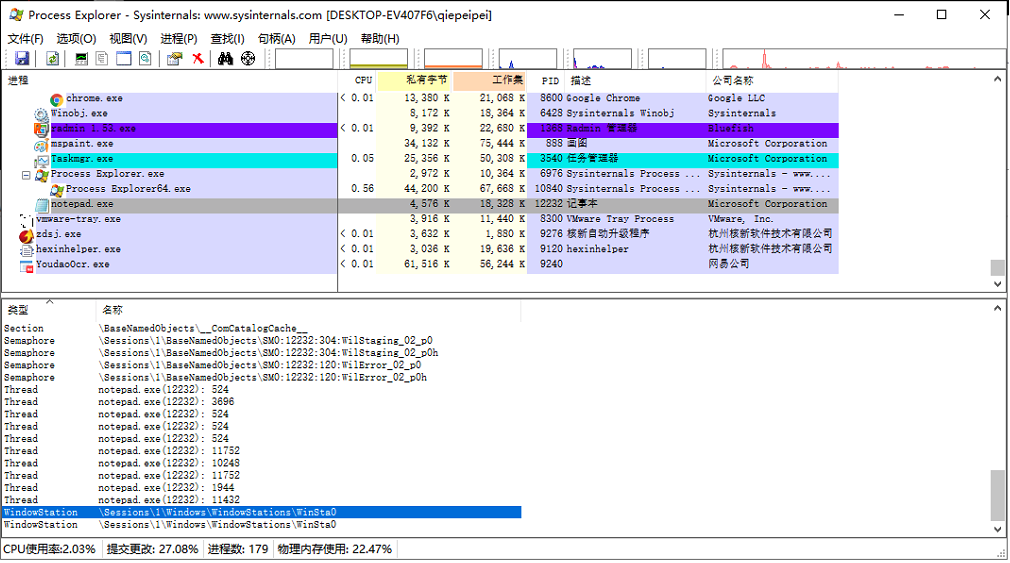 Process Explorer - Sysinternals: www.sysinternals.com [DESKTOP-EV407F6\qiepeipei]
文件(F) 选项(O) 视图(V) 进程(P) 查找(I) 句柄(A) 用户(U) 帮助(H)
进程 CPU 私有字节 工作集 PID 描述 公司名称
chrome.exe < 0.01 13,380 K 21,068 K 8600 Google Chrome Google LLC
Winobj.exe 8,172 K 18,364 K 6428 Sysinternals Winobj Sysinternals
radmin 1.53.exe < 0.01 9,392 K 22,680 K 1368 Radmin 管理器 Bluefish
mspaint.exe 34,132 K 75,444 K 888 画图 Microsoft Corporation
Taskmgr.exe 0.05 25,356 K 50,308 K 3540 任务管理器 Microsoft Corporation
Process Explorer.exe 2,972 K 10,364 K 6976 Sysinternals Process ... Sysinternals - www....
Process Explorer64.exe 0.56 44,200 K 67,668 K 10840 Sysinternals Process ... Sysinternals - www....
notepad.exe 4,576 K 18,328 K 12232 记事本 Microsoft Corporation
vmware-tray.exe 3,916 K 11,440 K 8300 VMware Tray Process VMware, Inc.
zdsj.exe < 0.01 3,632 K 1,880 K 9276 核新自动升级程序 杭州核新软件技术有限公司
hexinhelper.exe < 0.01 3,036 K 19,636 K 9120 hexinhelper 杭州核新软件技术有限公司
YoudaoOcr.exe < 0.01 61,516 K 56,244 K 9240 网易公司
类型 名称
Section \BaseNamedObjects\__ComCatalogCache__
Semaphore \Sessions\1\BaseNamedObjects\SM0:12232:304:WilStaging_02_p0
Semaphore \Sessions\1\BaseNamedObjects\SM0:12232:304:WilStaging_02_p0h
Semaphore \Sessions\1\BaseNamedObjects\SM0:12232:120:WilError_02_p0
Semaphore \Sessions\1\BaseNamedObjects\SM0:12232:120:WilError_02_p0h
Thread notepad.exe(12232): 524
Thread notepad.exe(12232): 3696
Thread notepad.exe(12232): 524
Thread notepad.exe(12232): 524
Thread notepad.exe(12232): 524
Thread notepad.exe(12232): 11752
Thread notepad.exe(12232): 10248
Thread notepad.exe(12232): 11752
Thread notepad.exe(12232): 1944
Thread notepad.exe(12232): 11432
WindowStation \Sessions\1\Windows\WindowStations\WinSta0
WindowStation \Sessions\1\Windows\WindowStations\WinSta0
CPU使用率:2.03% 提交更改: 27.08% 进程数: 179 物理内存使用: 22.47%